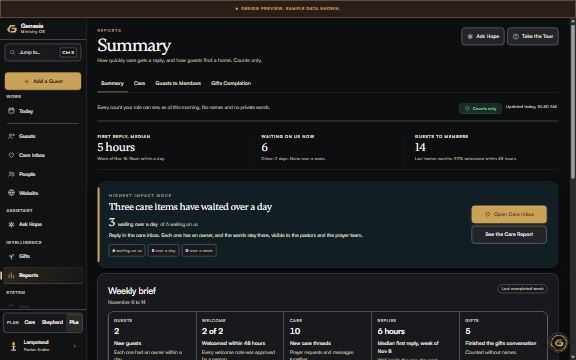 DESIGN PREVIEW. SAMPLE DATA SHOWN.
Genesis
Ministry OS
Jump to...
Ctrl K
+ Add a Guest
WORK
Today
Guests
Care Inbox
People
Website
ASSISTANT
Ask Hope
INTELLIGENCE
Gifts
Reports
SYSTEM
PLAN Care Shepherd Plus
Lampstand
Pastor Andre
REPORTS
Summary
How quickly care gets a reply, and how guests find a home. Counts only.
Ask Hope
Take the Tour
Summary Care Guests to Members Gifts Completion
Every count your role can see, as of this morning. No names and no private words.
Counts only
Updated today, 10:30 AM
FIRST REPLY, MEDIAN
5 hours
Week of Nov 15. Goal: within a day.
WAITING ON US NOW
6
Oldest 2 days. None over a week.
GUESTS TO MEMBERS
14
Last twelve months. 92% welcomed within 48 hours.
HIGHEST IMPACT MOVE
Three care items have waited over a day
3 waiting over a day of 6 waiting on us
Reply in the care inbox. Each one has an owner, and the words stay there, visible to the pastors and the prayer team.
6 waiting on us
3 over a day
0 over a week
Open Care Inbox
See the Care Report
Weekly brief
November 8 to 14
Last completed week
GUESTS
2
New guests
Each one has an owner within a day.
WELCOME
2 of 2
Welcomed within 48 hours
Every welcome note was approved by a person.
CARE
10
New care items
Prayer requests and messages together.
REPLIES
6 hours
Median first reply, week of Nov 8
GIFTS
5
Finished the gifts conversation
Counted without names.